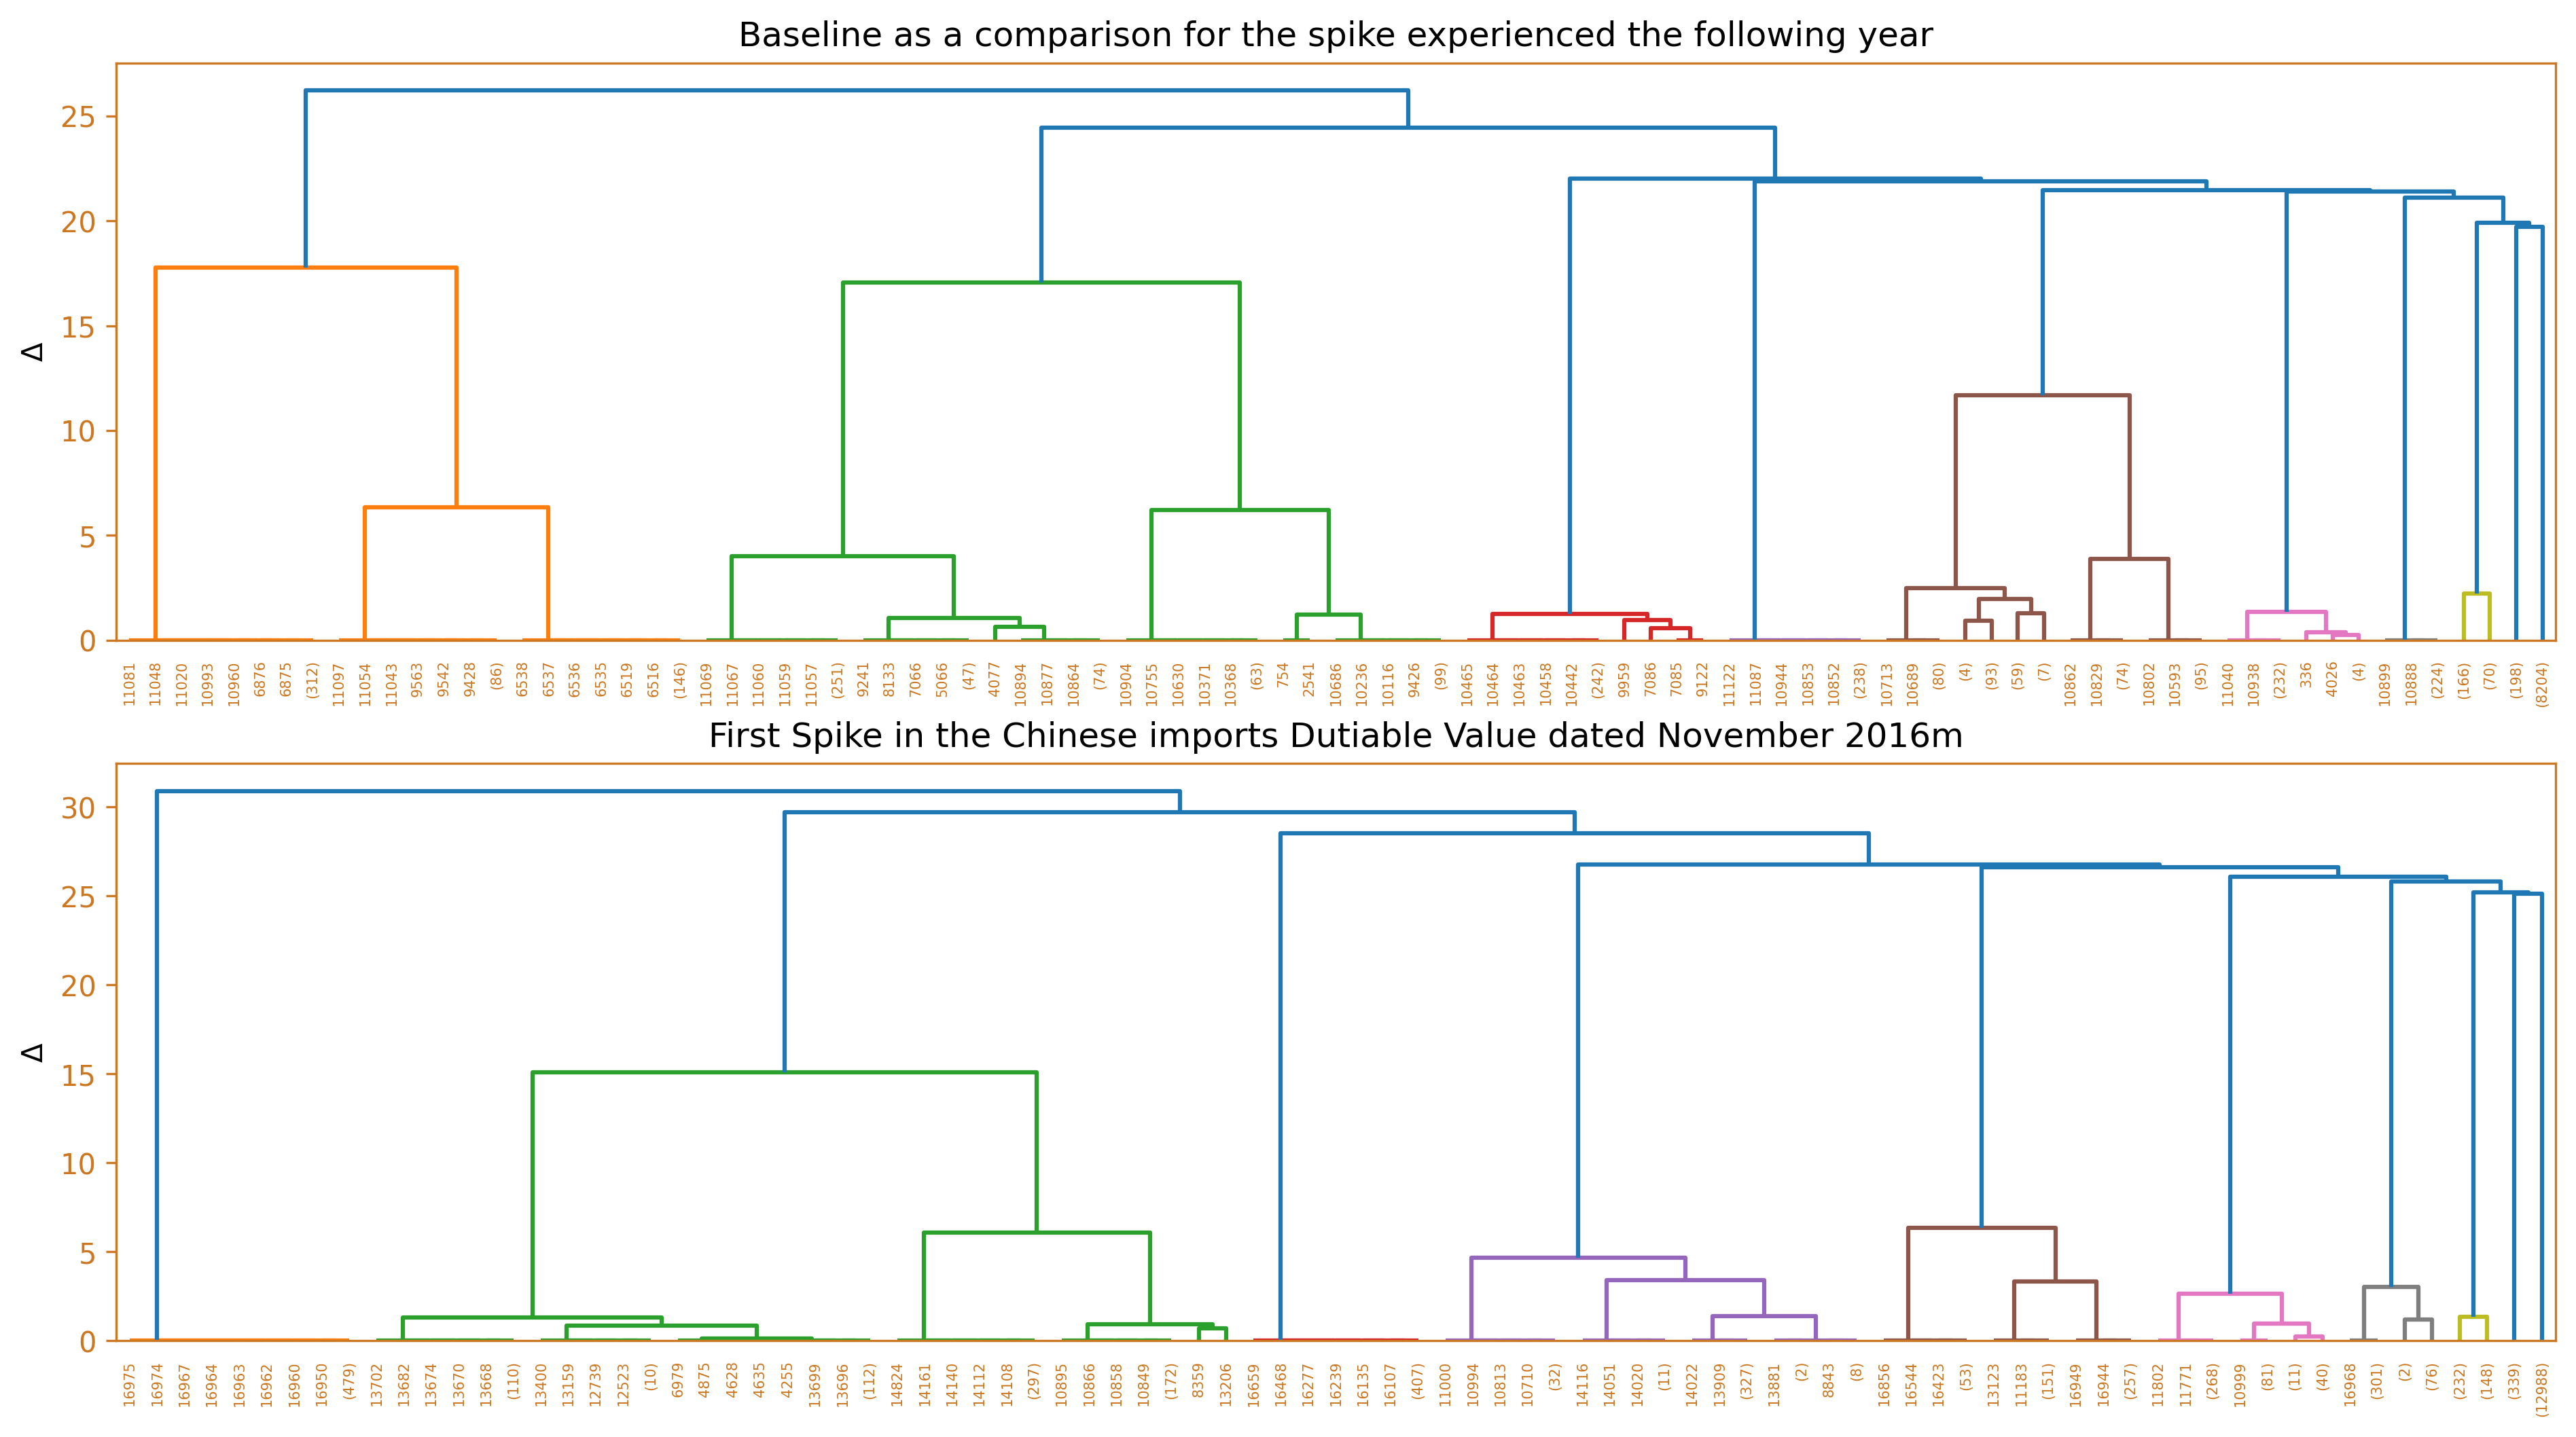 Baseline as a comparison for the spike experienced the following year
25
20
15
10
5
0
Δ
11081 11048 11020 10993 10960 6876 6875 (312) 11097 11054 11043 9563 9542 9428 (86) 6538 6537 6536 6535 6519 6516 (146) 11069 11067 11060 11059 11057 (251) 9241 8133 7066 5066 (47) 4077 10894 10877 10864 (74) 10904 10755 10630 10371 10368 (63) 754 2541 10686 10236 10116 9426 (99) 10465 10464 10463 10458 10442 (242) 9959 7086 7085 9122 11122 11087 10944 10853 10852 (238) 10713 10689 (80) (4) (93) (59) (7) 10862 10829 (74) 10802 10593 (95) 11040 10938 (232) 336 4026 (4) 10899 10888 (224) (166) (70) (198) (8204)
First Spike in the Chinese imports Dutiable Value dated November 2016m
30
25
20
15
10
5
0
Δ
16975 16974 16967 16964 16963 16962 16960 16950 (479) 13702 13682 13674 13670 13668 (110) 13400 13159 12739 12523 (10) 6979 4875 4628 4635 4255 13699 13696 (112) 14824 14161 14140 14112 14108 (297) 10895 10866 10858 10849 (172) 8359 13206 16659 16468 16277 16239 16135 16107 (407) 11000 10994 10813 10710 (32) 14116 14051 14020 (11) 14022 13909 (327) 13881 (2) 8843 (8) 16856 16544 16423 (53) 13123 11183 (151) 16949 16944 (257) 11802 11771 (268) 10999 (81) (11) (40) 16968 (301) (2) (76) (232) (148) (339) (12988)